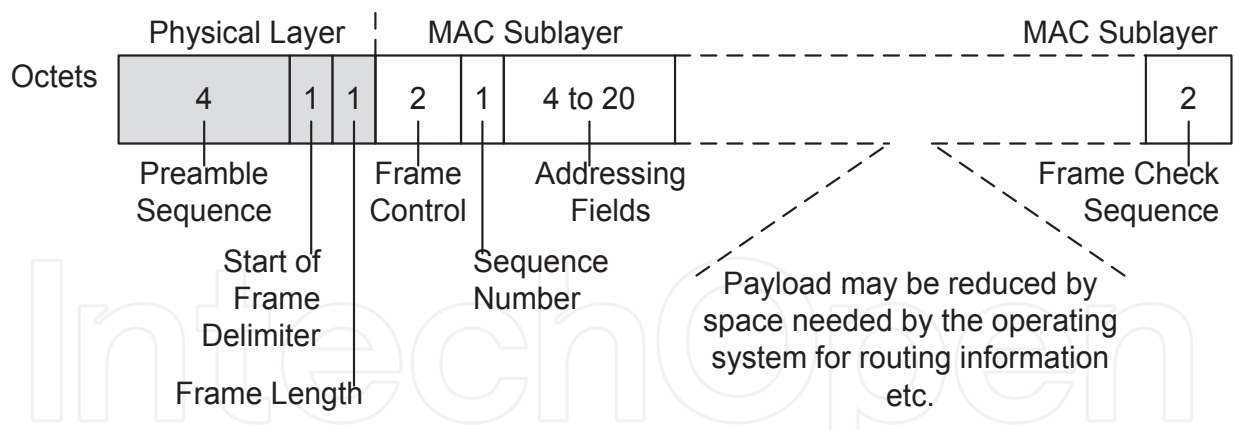 Physical Layer
MAC Sublayer
MAC Sublayer
Octets
4
1
1
2
1
4 to 20
2
Preamble
Sequence
Frame
Control
Addressing
Fields
Frame Check
Sequence
Start of
Frame
Delimiter
Sequence
Number
Frame Length
Payload may be reduced by
space needed by the operating
system for routing information
etc.
IntechOpen